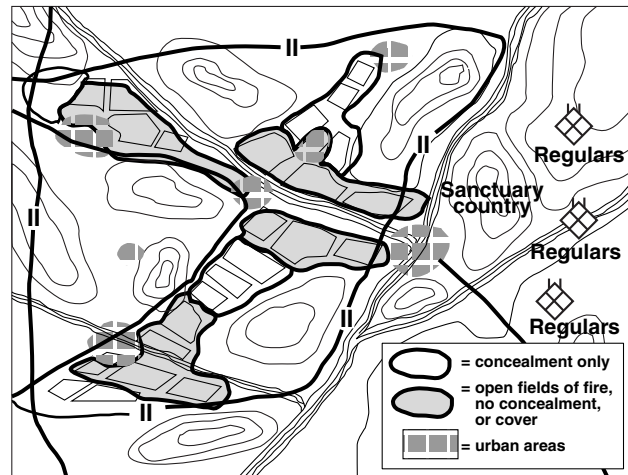 II
II
Regulars
Sanctuary
country
II
Regulars
II
Regulars
II
= concealment only
= open fields of fire,
no concealment,
or cover
= urban areas